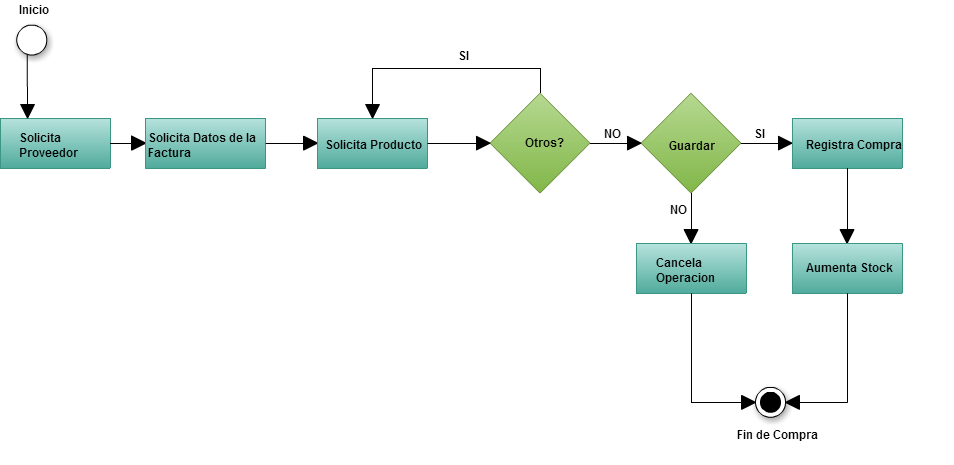 Inicio
SI
Solicita
Proveedor
Solicita Datos de la
Factura
Solicita Producto
Otros?
NO
Guardar
SI
Registra Compra
NO
Cancela
Operacion
Aumenta Stock
Fin de Compra